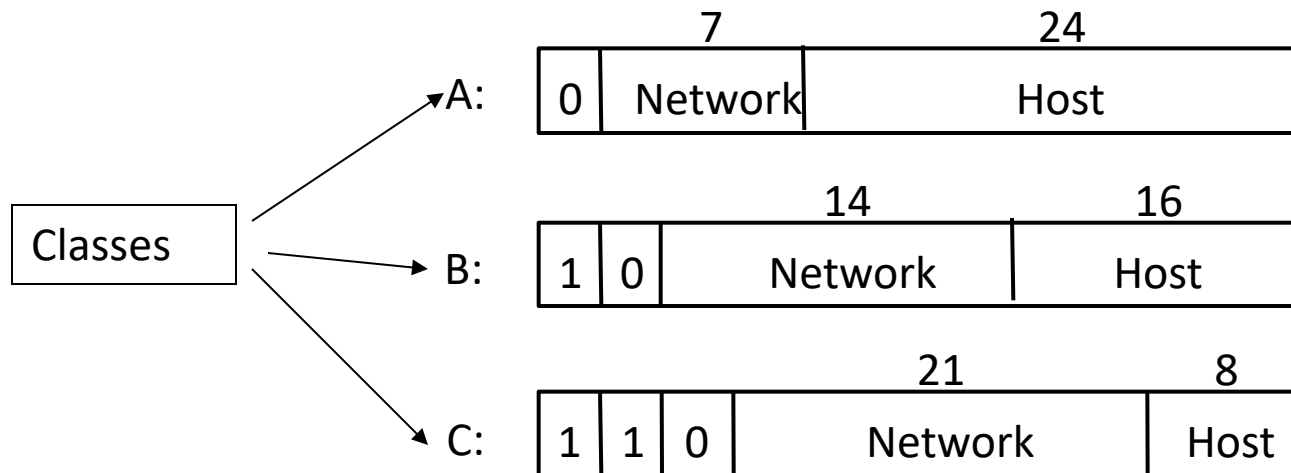 7 24
A: 0 Network Host
14 16
Classes
B: 1 0 Network Host
21 8
C: 1 1 0 Network Host